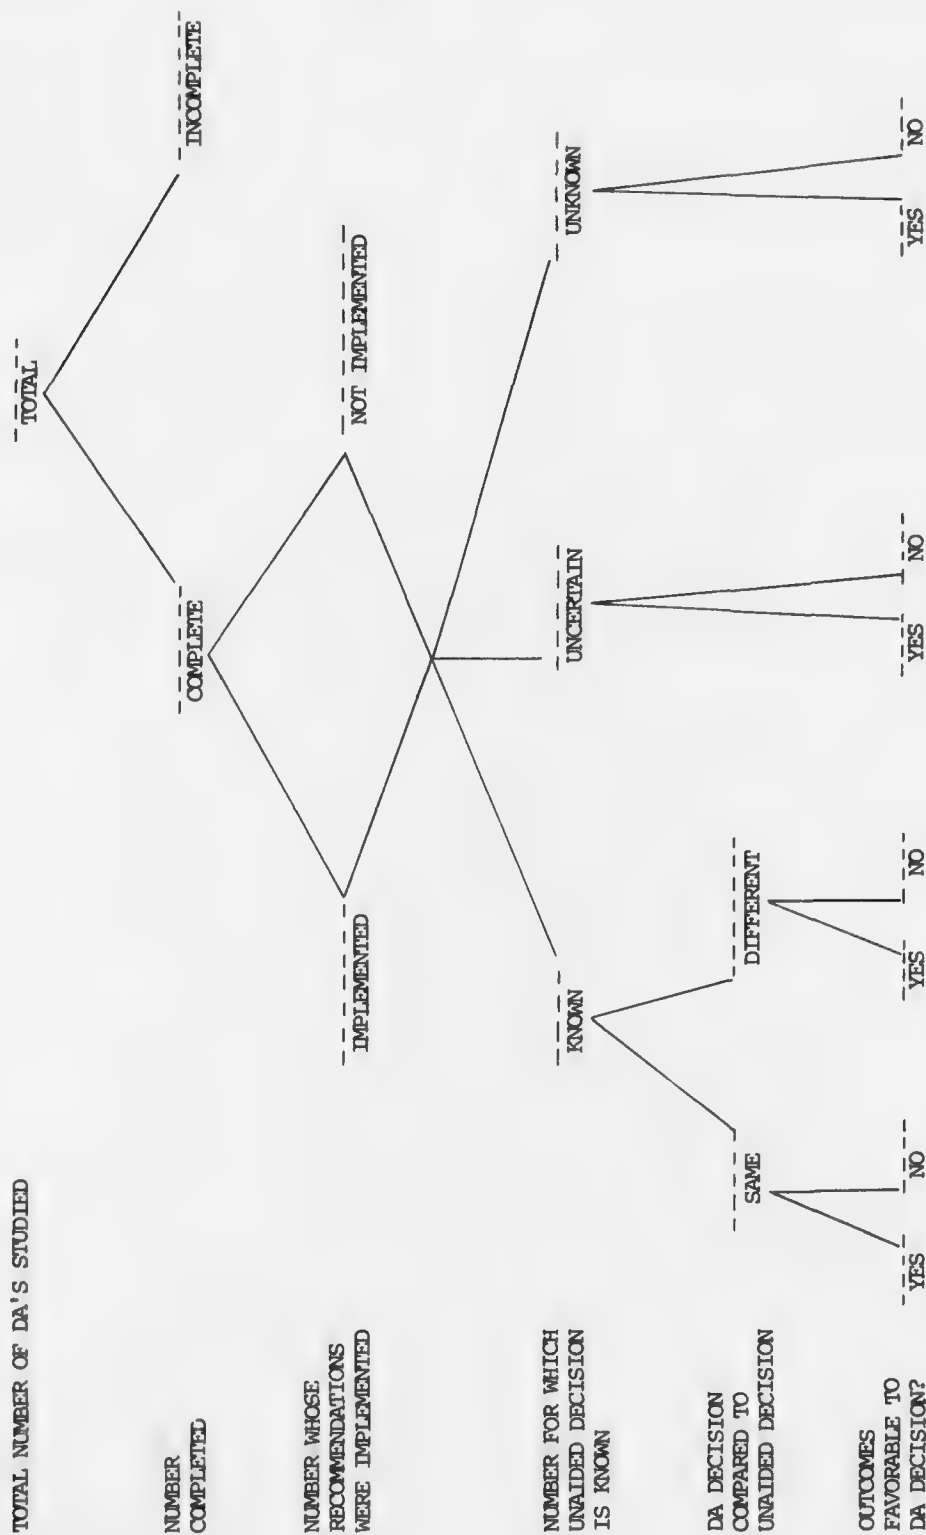 TOTAL NUMBER OF DA'S STUDIED
TOTAL
NUMBER
COMPLETED
COMPLETE
INCOMPLETE
NUMBER WHOSE
RECOMMENDATIONS
WERE IMPLEMENTED
IMPLEMENTED
NOT IMPLEMENTED
NUMBER FOR WHICH
UNAIDED DECISION
IS KNOWN
KNOWN
UNCERTAIN
UNKNOWN
DA DECISION
COMPARED TO
UNAIDED DECISION
SAME
DIFFERENT
OUTCOMES
FAVORABLE TO
DA DECISION?
YES NO
YES NO
YES NO
YES NO